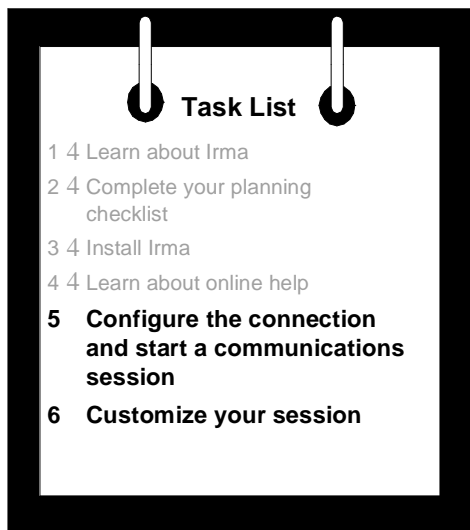 Task List
1 4 Learn about Irma
2 4 Complete your planning
checklist
3 4 Install Irma
4 4 Learn about online help
5 Configure the connection
and start a communications
session
6 Customize your session